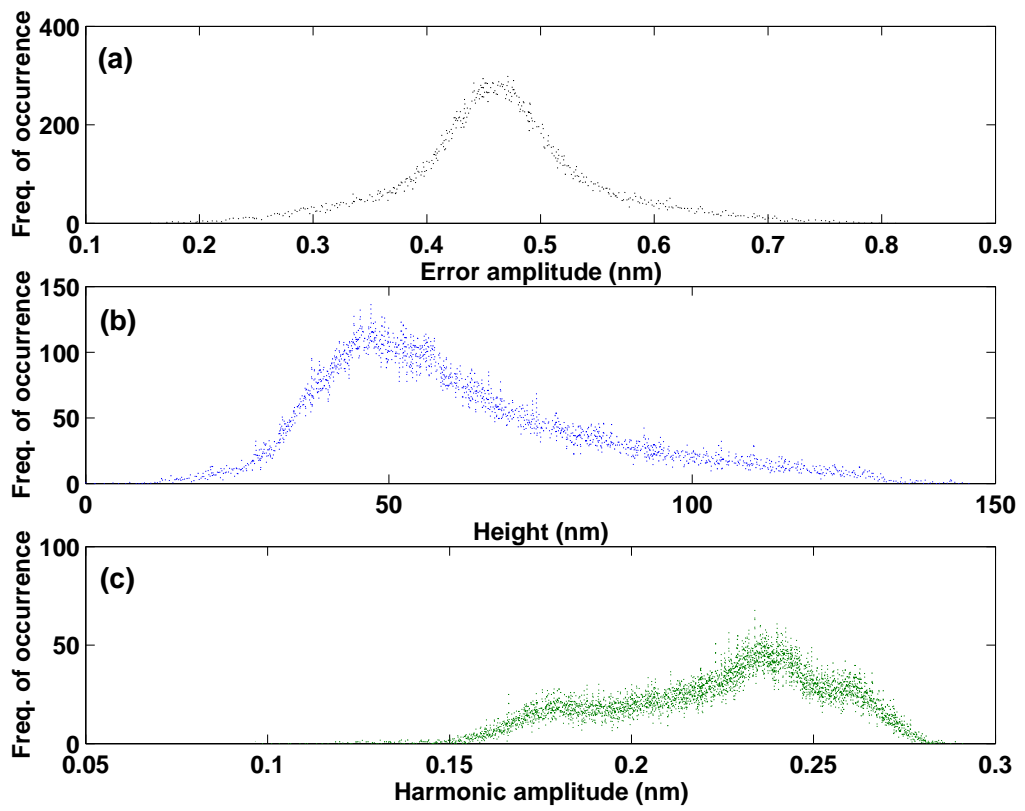 Freq. of occurrence
400
200
0
(a)
0.1 0.2 0.3 0.4 0.5 0.6 0.7 0.8 0.9
Error amplitude (nm)
Freq. of occurrence
150
100
50
0
(b)
0 50 100 150
Height (nm)
Freq. of occurrence
100
50
0
(c)
0.05 0.1 0.15 0.2 0.25 0.3
Harmonic amplitude (nm)